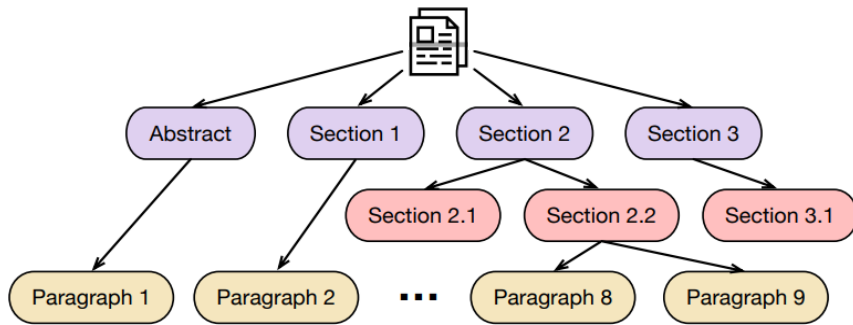 Abstract
Section 1
Section 2
Section 3
Section 2.1
Section 2.2
Section 3.1
Paragraph 1
Paragraph 2
...
Paragraph 8
Paragraph 9